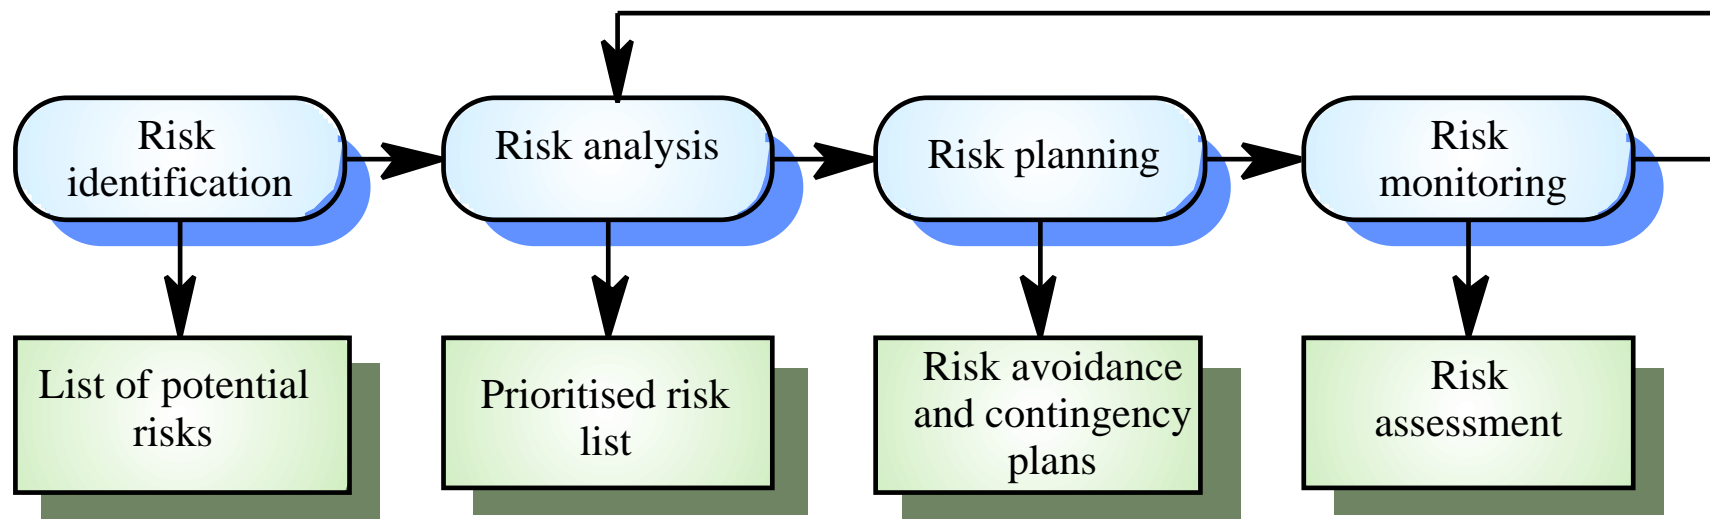 Risk
identification
Risk analysis
Risk planning
Risk
monitoring
List of potential
risks
Prioritised risk
list
Risk avoidance
and contingency
plans
Risk
assessment